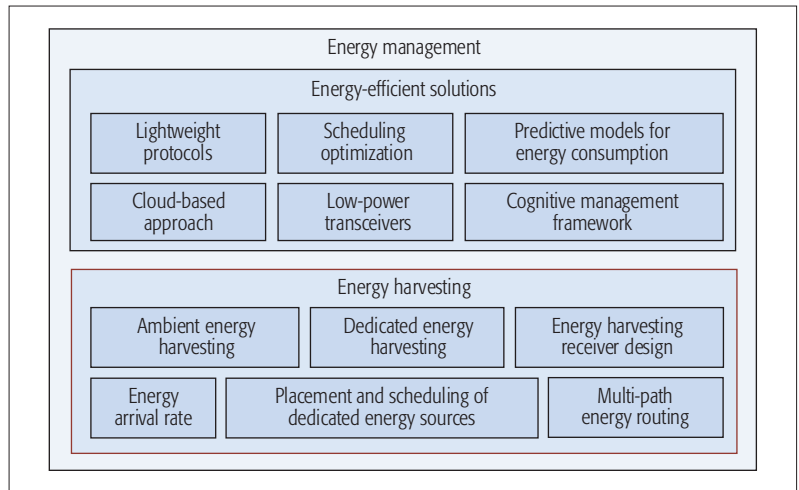 Energy management
Energy-efficient solutions
Lightweight
protocols
Scheduling
optimization
Predictive models for
energy consumption
Cloud-based
approach
Low-power
transceivers
Cognitive management
framework
Energy harvesting
Ambient energy
harvesting
Dedicated energy
harvesting
Energy harvesting
receiver design
Energy
arrival rate
Placement and scheduling of
dedicated energy sources
Multi-path
energy routing